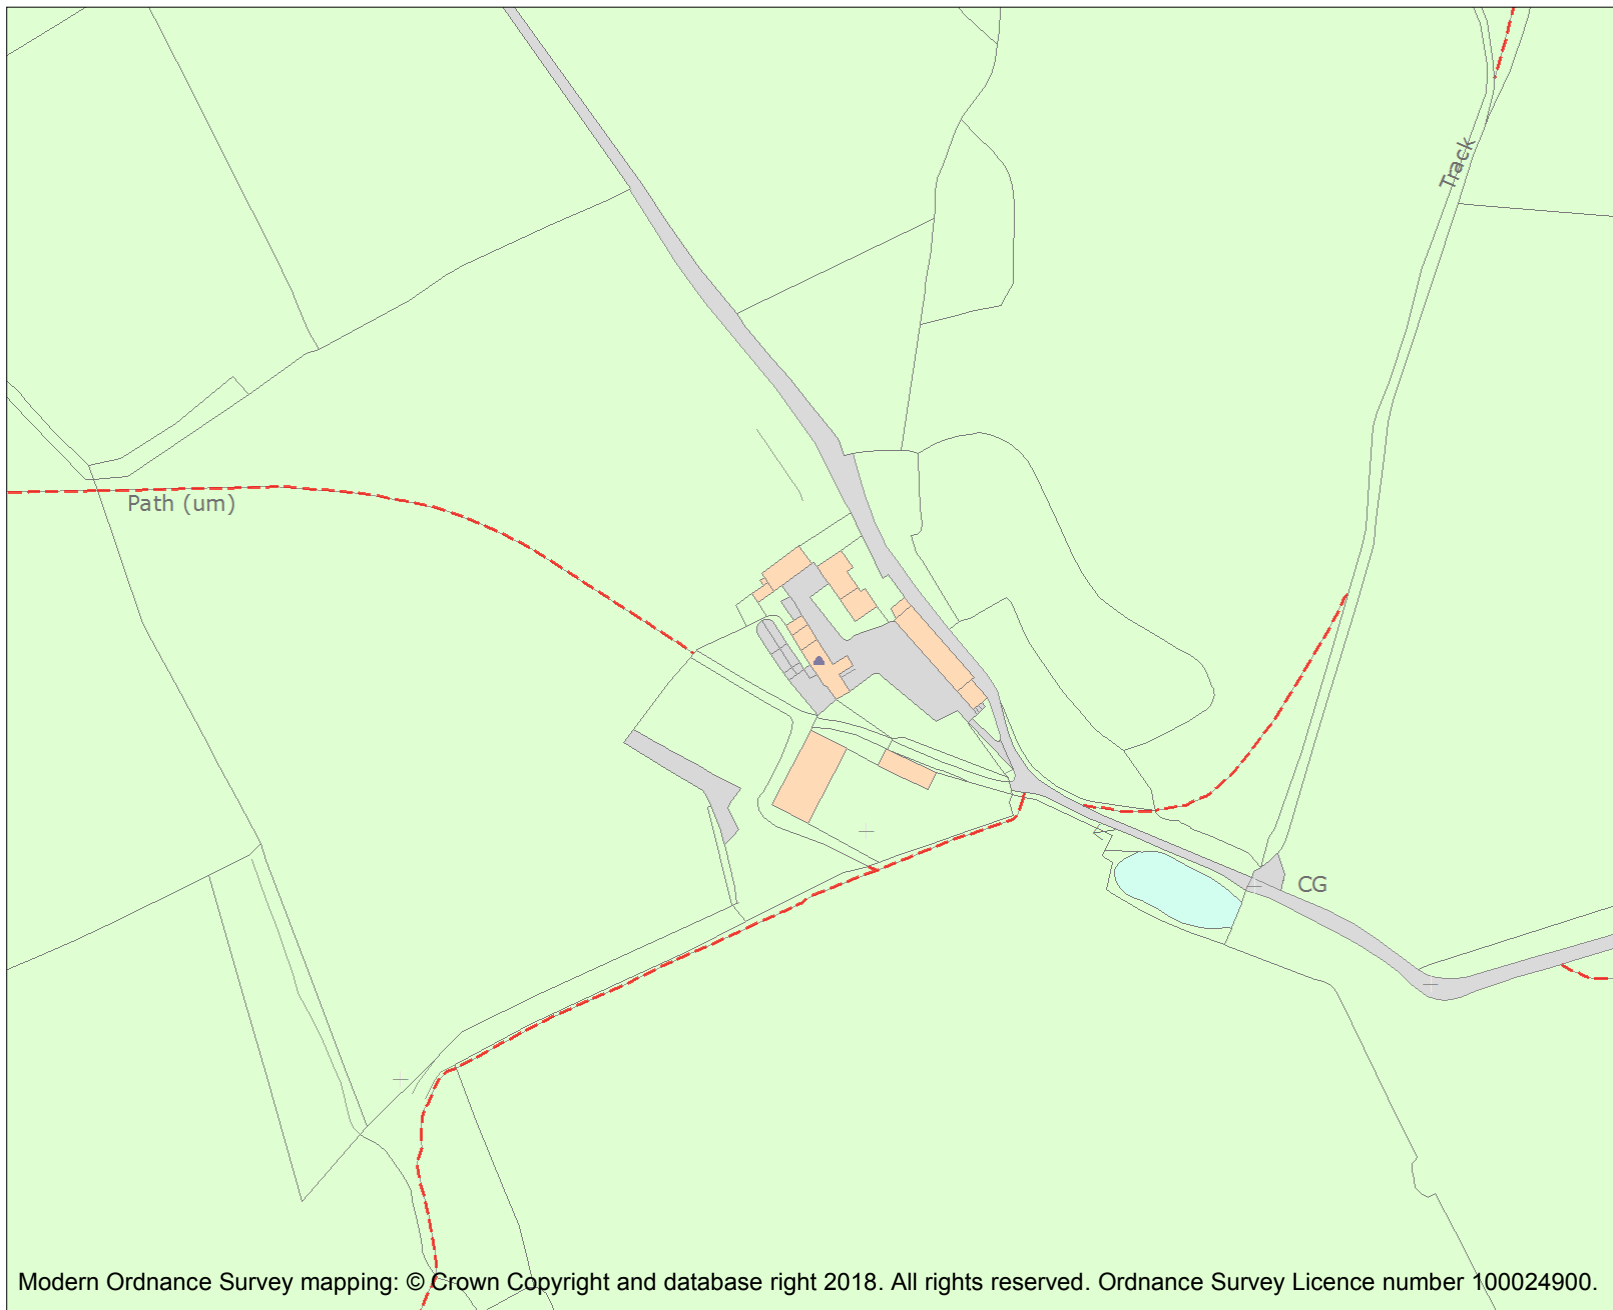 Track
Path (um)
CG
Modern Ordnance Survey mapping: © Crown Copyright and database right 2018. All rights reserved. Ordnance Survey Licence number 100024900.